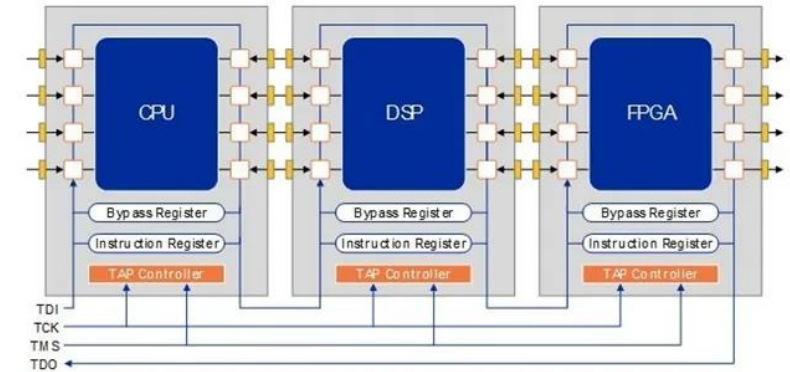 CPU
DSP
FPGA
Bypass Register
Bypass Register
Bypass Register
Instruction Register
Instruction Register
Instruction Register
TAP Controller
TAP Controller
TAP Controller
TDI
TCK
TMS
TDO